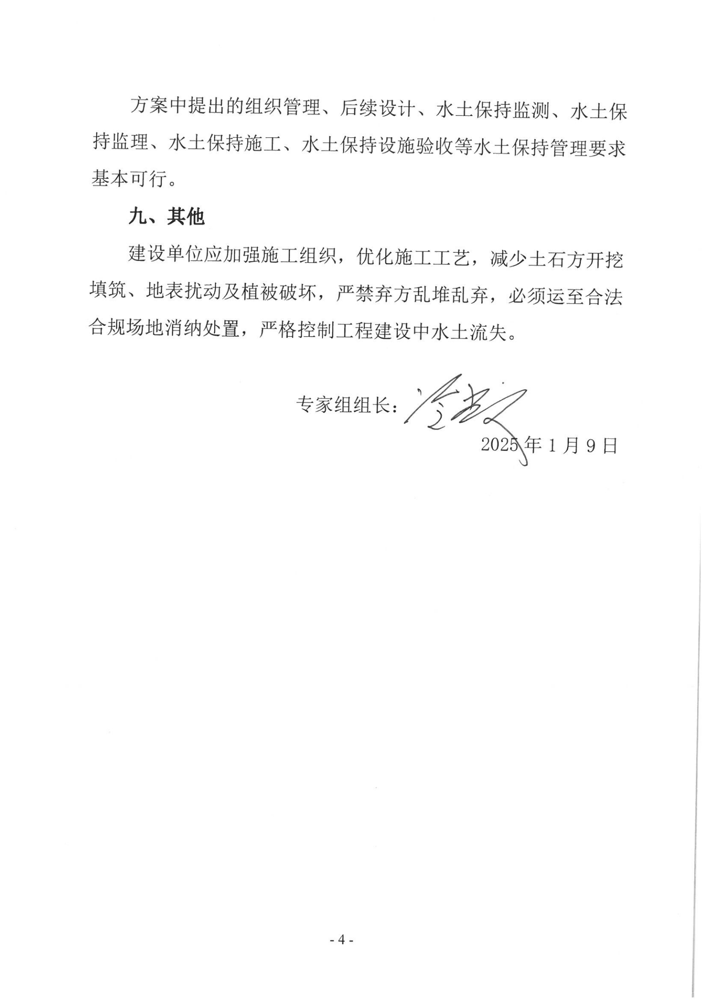 方案中提出的组织管理、后续设计、水土保持监测、水土保
持监理、水土保持施工、水土保持设施验收等水土保持管理要求
基本可行。
九、其他
建设单位应加强施工组织，优化施工工艺，减少土石方开挖
填筑、地表扰动及植被破坏，严禁弃方乱堆乱弃，必须运至合法
合规场地消纳处置，严格控制工程建设中水土流失。
专家组组长：
2025年1月9日
- 4 -